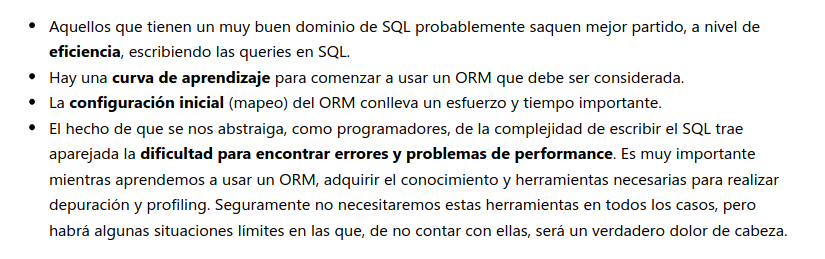 • Aquellos que tienen un muy buen dominio de SQL probablemente saquen mejor partido, a nivel de
eficiencia, escribiendo las queries en SQL.
• Hay una curva de aprendizaje para comenzar a usar un ORM que debe ser considerada.
• La configuración inicial (mapeo) del ORM conlleva un esfuerzo y tiempo importante.
• El hecho de que se nos abstraiga, como programadores, de la complejidad de escribir el SQL trae
aparejada la dificultad para encontrar errores y problemas de performance. Es muy importante
mientras aprendemos a usar un ORM, adquirir el conocimiento y herramientas necesarias para realizar
depuración y profiling. Seguramente no necesitaremos estas herramientas en todos los casos, pero
habrá algunas situaciones límites en las que, de no contar con ellas, será un verdadero dolor de cabeza.